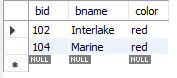 bid bname color
102 Interlake red
104 Marine red
NULL NULL NULL